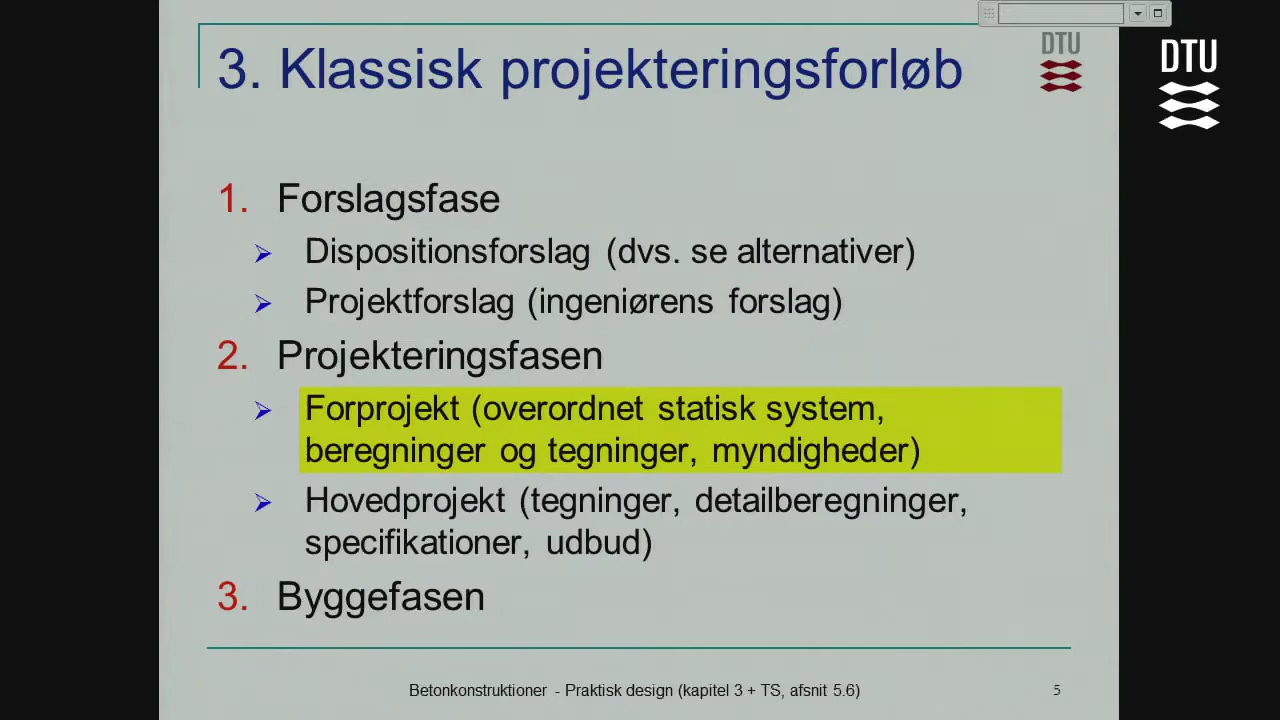 3. Klassisk projekteringsforløb
DTU
DTU
1. Forslagsfase
Dispositionsforslag (dvs. se alternativer)
Projektforslag (ingeniørens forslag)
2. Projekteringsfasen
Forprojekt (overordnet statisk system,
beregninger og tegninger, myndigheder)
Hovedprojekt (tegninger, detailberegninger,
specifikationer, udbud)
3. Byggefasen
Betonkonstruktioner - Praktisk design (kapitel 3 + TS, afsnit 5.6)
5